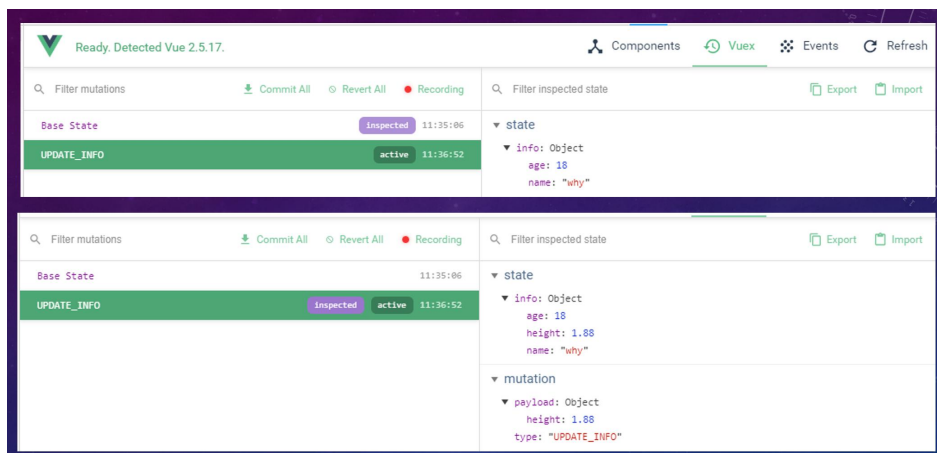 Ready. Detected Vue 2.5.17.
Components
Vuex
Events
Refresh
Filter mutations
Commit All
Revert All
Recording
Filter inspected state
Export
Import
Base State
inspected
11:35:06
UPDATE_INFO
active
11:36:52
state
info: Object
age: 18
name: "why"
Filter mutations
Commit All
Revert All
Recording
Filter inspected state
Export
Import
Base State
11:35:06
UPDATE_INFO
inspected
active
11:36:52
state
info: Object
age: 18
height: 1.88
name: "why"
mutation
payload: Object
height: 1.88
type: "UPDATE_INFO"